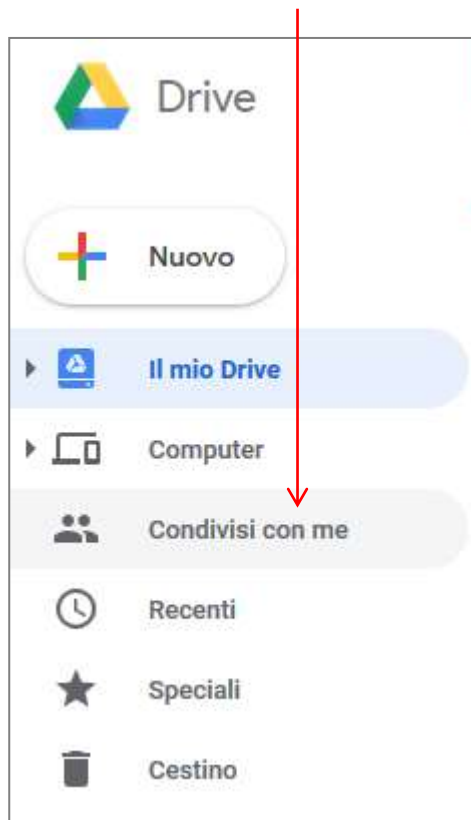 Drive
Nuovo
Il mio Drive
Computer
Condivisi con me
Recenti
Speciali
Cestino